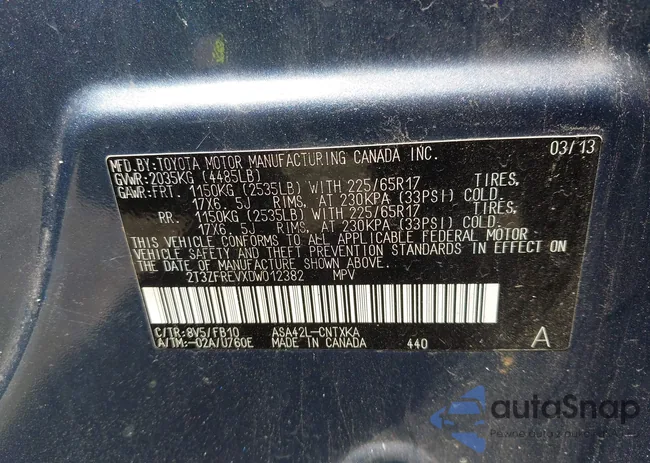 MFD.BY:TOYOTA MOTOR MANUFACTURING CANADA INC. 03/13
GVWR:2035KG (4485LB)
GAWR:FRT. 1150KG (2535LB) WITH 225/65R17 TIRES,
17X6. 5J RIMS, AT 230KPA (33PSI) COLD.
RR. 1150KG (2535LB) WITH 225/65R17 TIRES,
17X6. 5J RIMS, AT 230KPA (33PSI) COLD.
THIS VEHICLE CONFORMS TO ALL APPLICABLE FEDERAL MOTOR
VEHICLE SAFETY AND THEFT PREVENTION STANDARDS IN EFFECT ON
THE DATE OF MANUFACTURE SHOWN ABOVE.
2T3ZFREVXDW012382 MPV
C/TR:8V5/FB10 ASA42L-CNTXKA A
A/TM:-02A/U760E MADE IN CANADA 440
autoSnap
Pewne dane, pewne auto